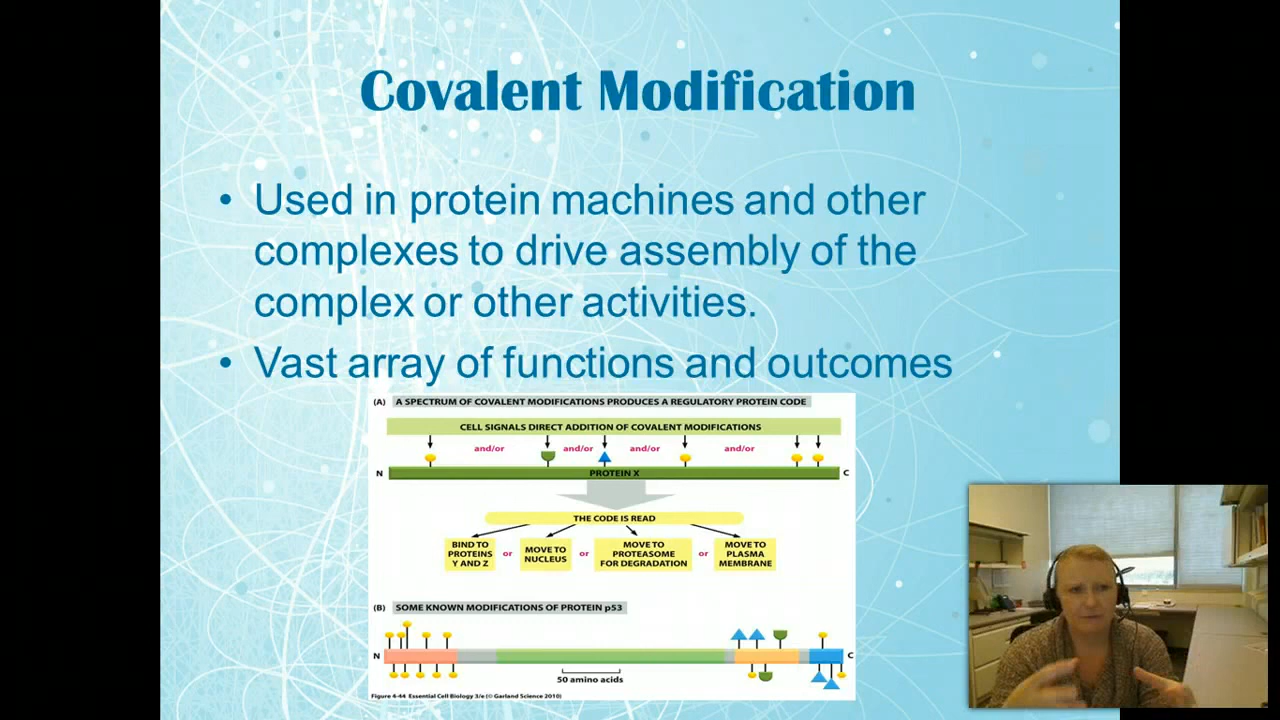 Covalent Modification
• Used in protein machines and other
complexes to drive assembly of the
complex or other activities.
• Vast array of functions and outcomes
(A) A SPECTRUM OF COVALENT MODIFICATIONS PRODUCES A REGULATORY PROTEIN CODE
CELL SIGNALS DIRECT ADDITION OF COVALENT MODIFICATIONS
and/or and/or and/or and/or
N PROTEIN X C
THE CODE IS READ
BIND TO
PROTEINS
Y AND Z
or
MOVE TO
NUCLEUS
or
MOVE TO
PROTEASOME
FOR DEGRADATION
or
MOVE TO
PLASMA
MEMBRANE
(B) SOME KNOWN MODIFICATIONS OF PROTEIN p53
N C
50 amino acids
Figure 4-44 Essential Cell Biology 3/e (© Garland Science 2010)